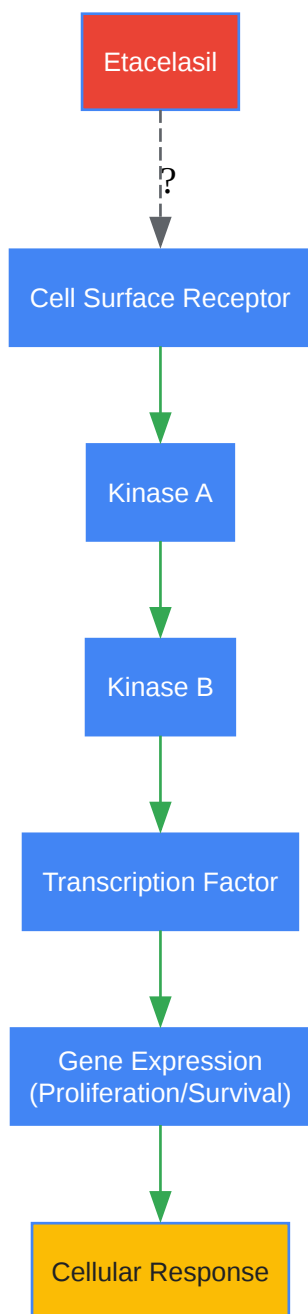 Etacelasil
?
Cell Surface Receptor
Kinase A
Kinase B
Transcription Factor
Gene Expression
(Proliferation/Survival)
Cellular Response